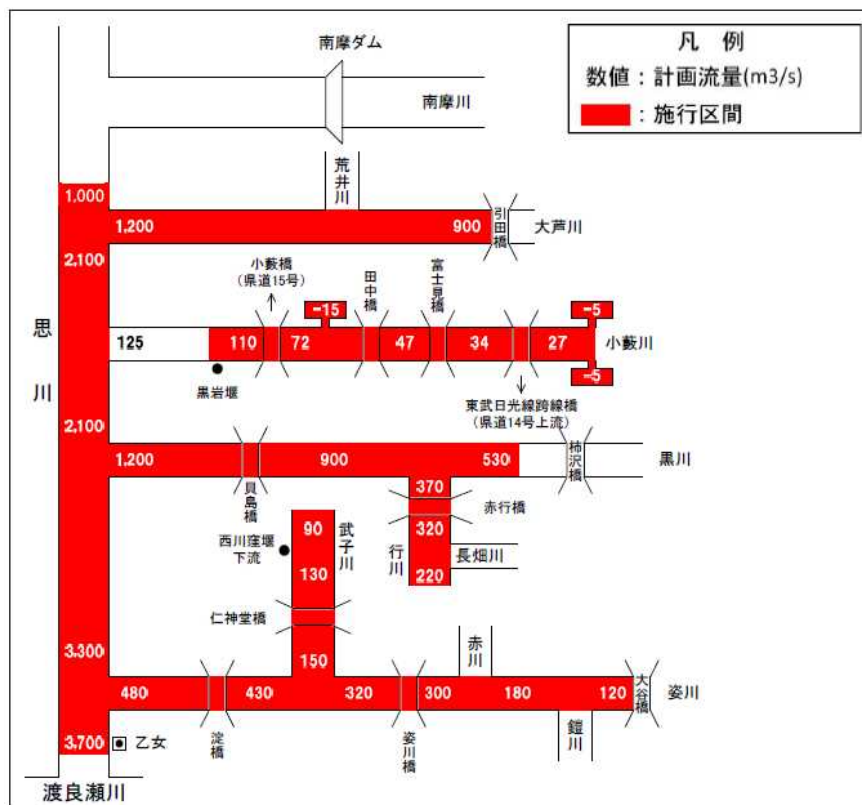 凡 例
数値：計画流量(m3/s)
：施行区間
南摩ダム
南摩川
荒井川
1,000
1,200
900
引田橋
大芦川
2,100
小藪橋
（県道15号）
田中橋
富士見橋
-15
-5
思川
125
110
72
47
34
27
小藪川
-5
黒岩堰
東武日光線跨線橋
（県道14号上流）
2,100
1,200
900
530
柿沢橋
黒川
貝島橋
370
赤行橋
320
行川
長畑川
220
90
武子川
西川窪堰
下流
130
仁神堂橋
150
赤川
3,300
480
430
320
300
180
120
大谷橋
姿川
淀橋
姿川橋
鎧川
3,700
乙女
渡良瀬川